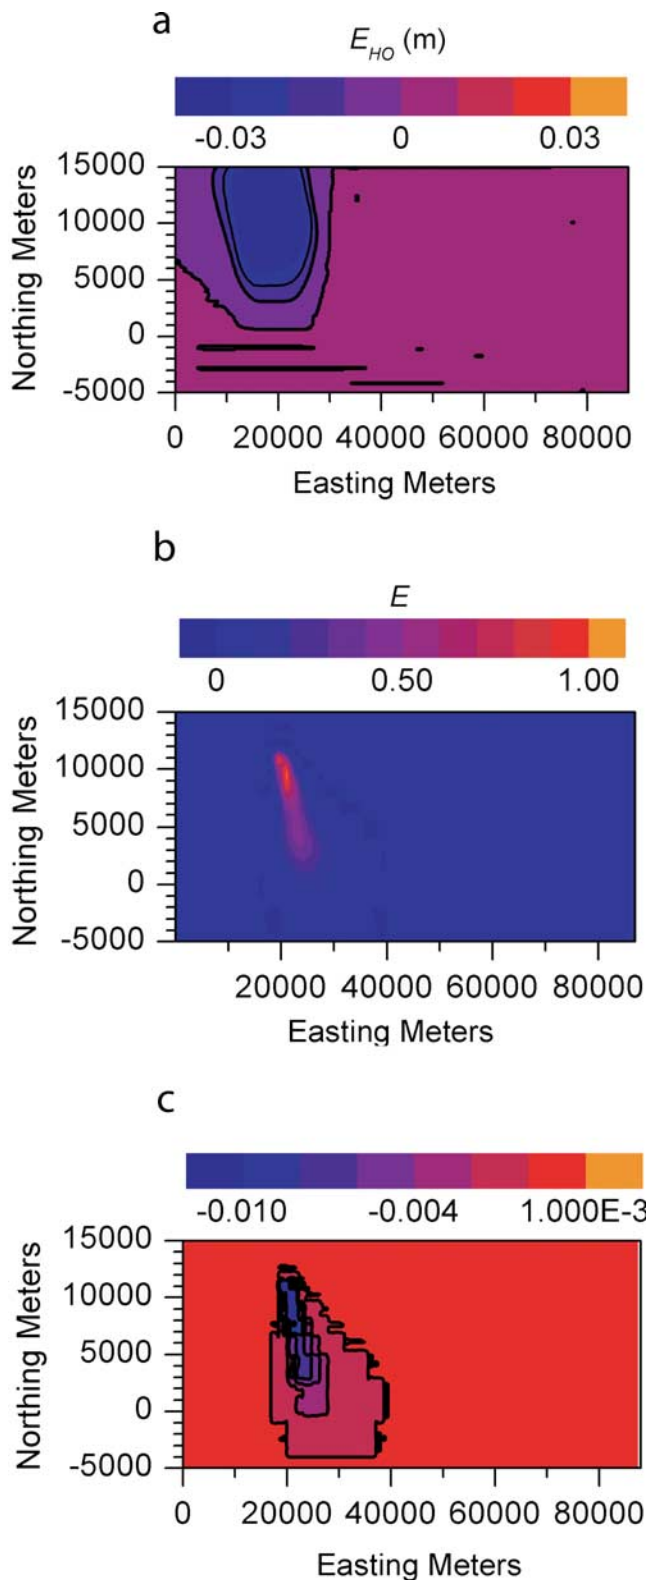 a
E_HO (m)
-0.03 0 0.03
15000
10000
5000
0
-5000
Northing Meters
0 20000 40000 60000 80000
Easting Meters
b
E
0 0.50 1.00
15000
10000
5000
0
-5000
Northing Meters
20000 40000 60000 80000
Easting Meters
c
-0.010 -0.004 1.000E-3
15000
10000
5000
0
-5000
Northing Meters
0 20000 40000 60000 80000
Easting Meters